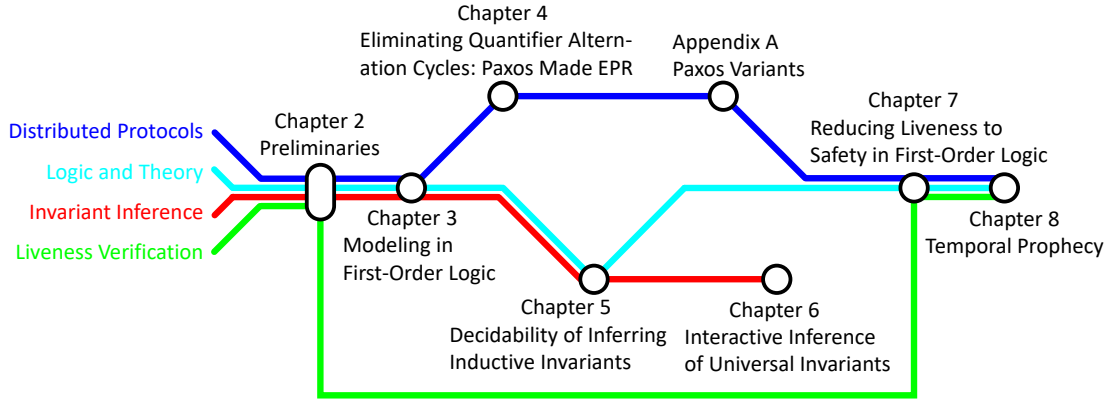 Chapter 4
Eliminating Quantifier Altern-
ation Cycles: Paxos Made EPR
Appendix A
Paxos Variants
Chapter 7
Reducing Liveness to
Safety in First-Order Logic
Chapter 2
Preliminaries
Distributed Protocols
Logic and Theory
Invariant Inference
Liveness Verification
Chapter 3
Modeling in
First-Order Logic
Chapter 8
Temporal Prophecy
Chapter 5
Decidability of Inferring
Inductive Invariants
Chapter 6
Interactive Inference
of Universal Invariants